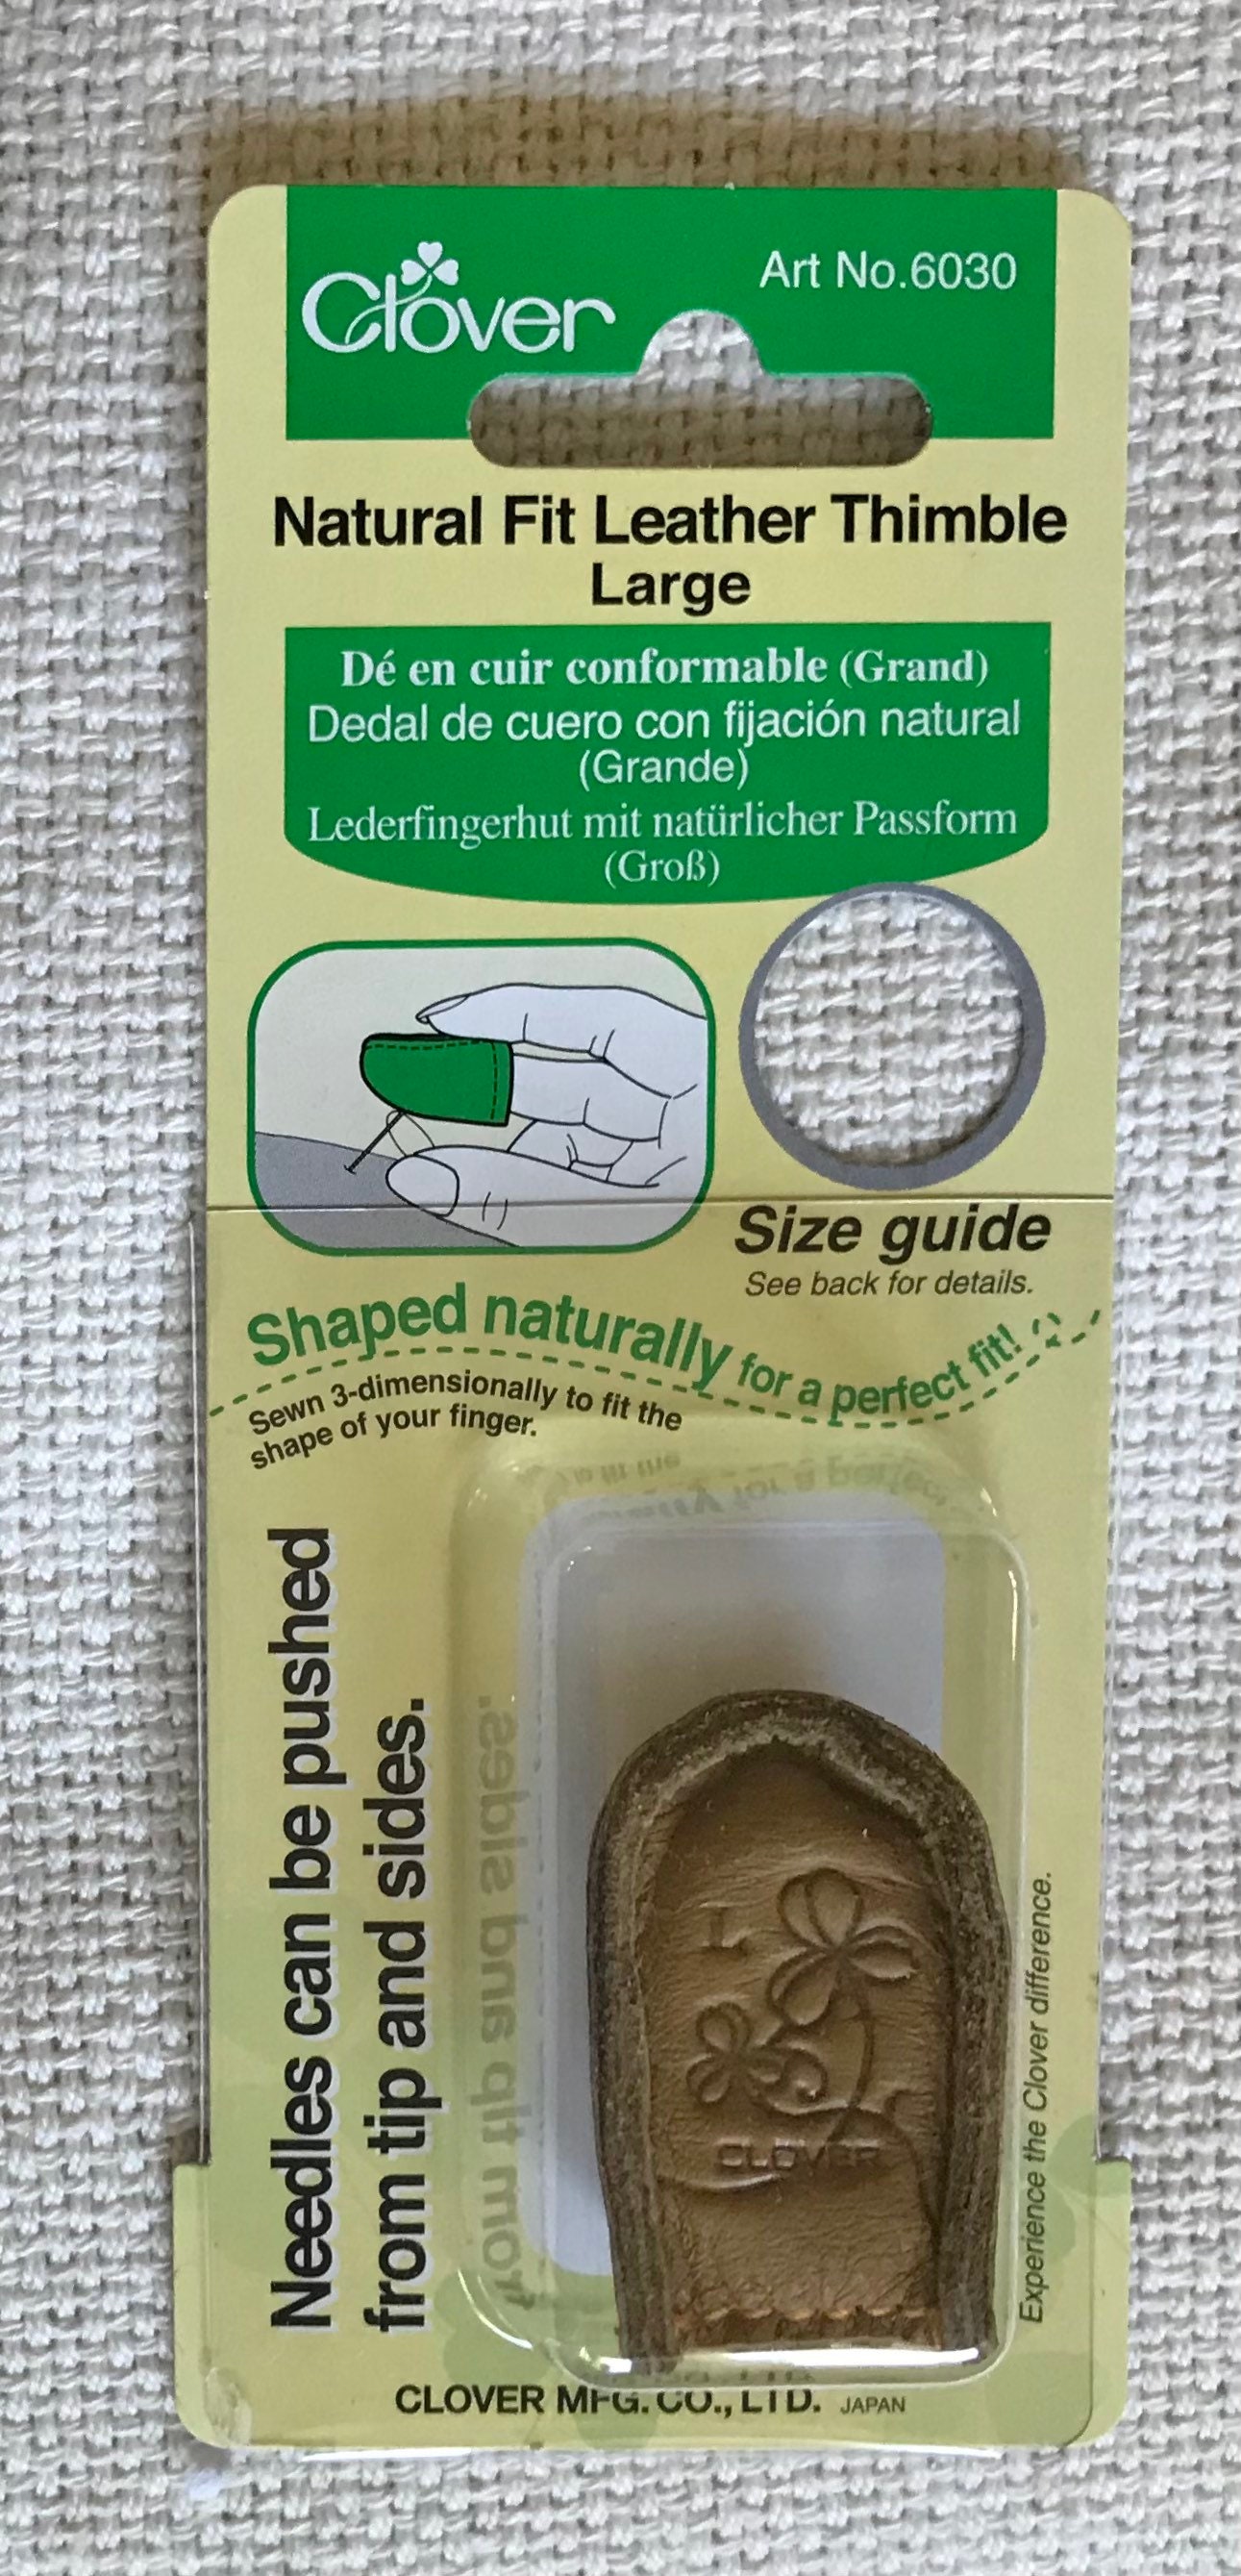 Clover
Art No.6030
Natural Fit Leather Thimble
Large
Dé en cuir conformable (Grand)
Dedal de cuero con fijación natural
(Grande)
Lederfingerhut mit natürlicher Passform
(Groß)
Size guide
See back for details.
Shaped naturally for a perfect fit!
Sewn 3-dimensionally to fit the
shape of your finger.
Needles can be pushed
from tip and sides.
L
CLOVER
Experience the Clover difference.
CLOVER MFG. CO., LTD. JAPAN